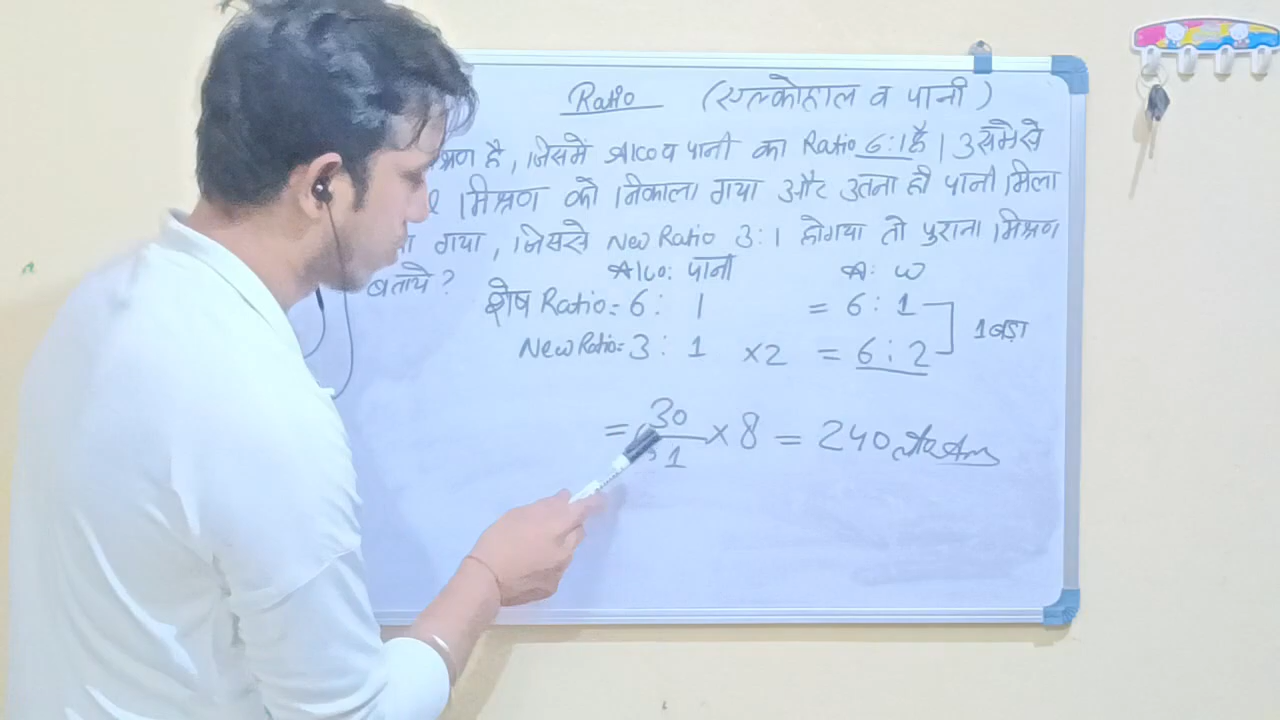 Ratio (एल्कोहाल व पानी)
श्रण है, जिसमें Alco व पानी का Ratio 6:1 है। उसमेसे
मिश्रण को निकाला गया और उतना ही पानी मिला
गया, जिससे New Ratio 3:1 होगया तो पुराना मिश्रण
बताये?
Alco: पानी A: W
शेष Ratio = 6 : 1 = 6 : 1
New Ratio = 3 : 1 ×2 = 6 : 2 1 बड़ा
= 30/1 × 8 = 240 Ans